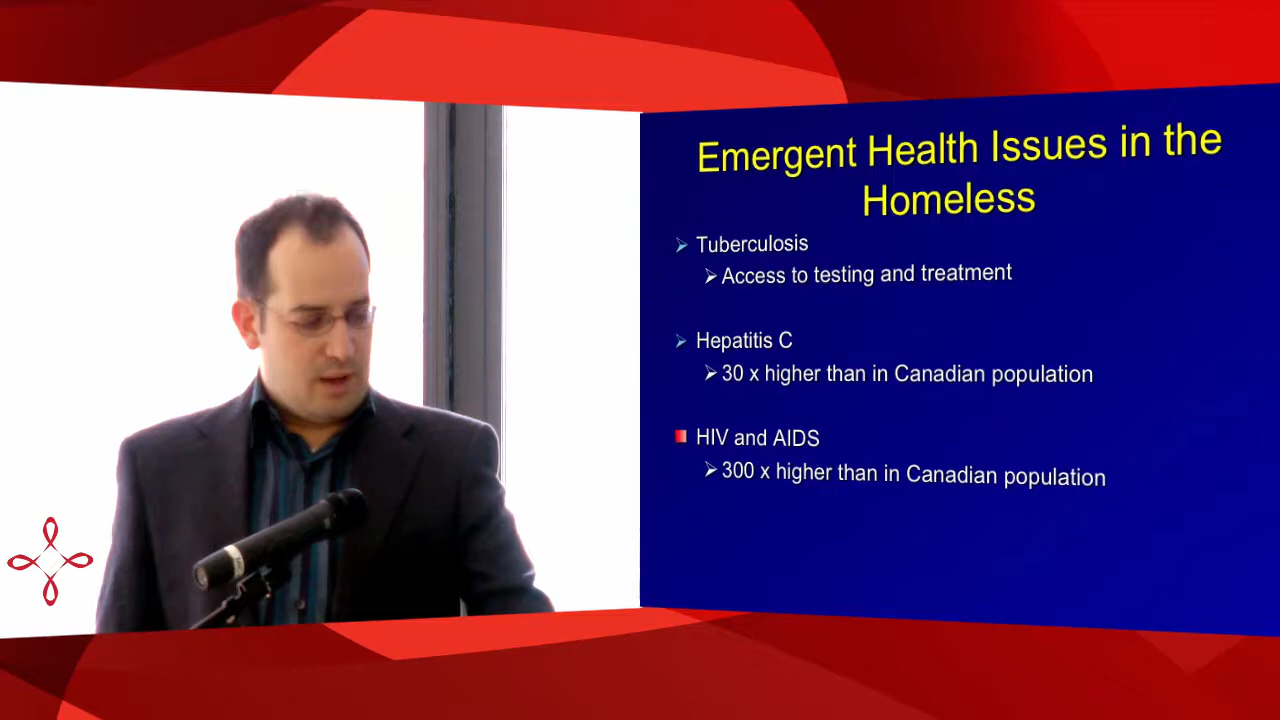 Emergent Health Issues in the
Homeless
Tuberculosis
Access to testing and treatment
Hepatitis C
30 x higher than in Canadian population
HIV and AIDS
300 x higher than in Canadian population